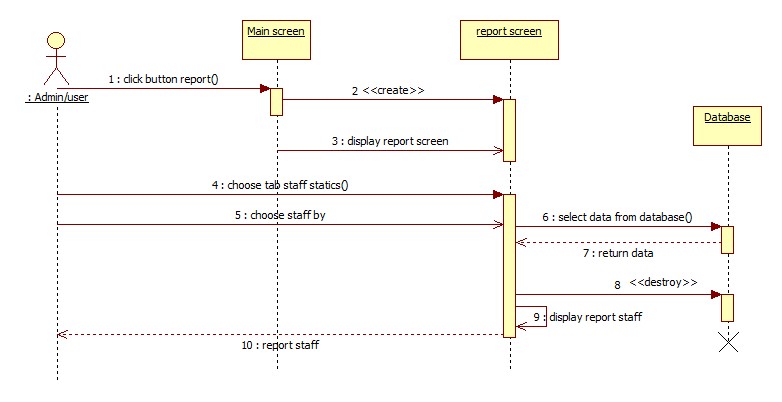 Main screen
report screen
1 : click button report()
2 <<create>>
: Admin/user
Database
3 : display report screen
4 : choose tab staff statics()
5 : choose staff by
6 : select data from database()
7 : return data
8 <<destroy>>
9 : display report staff
10 : report staff